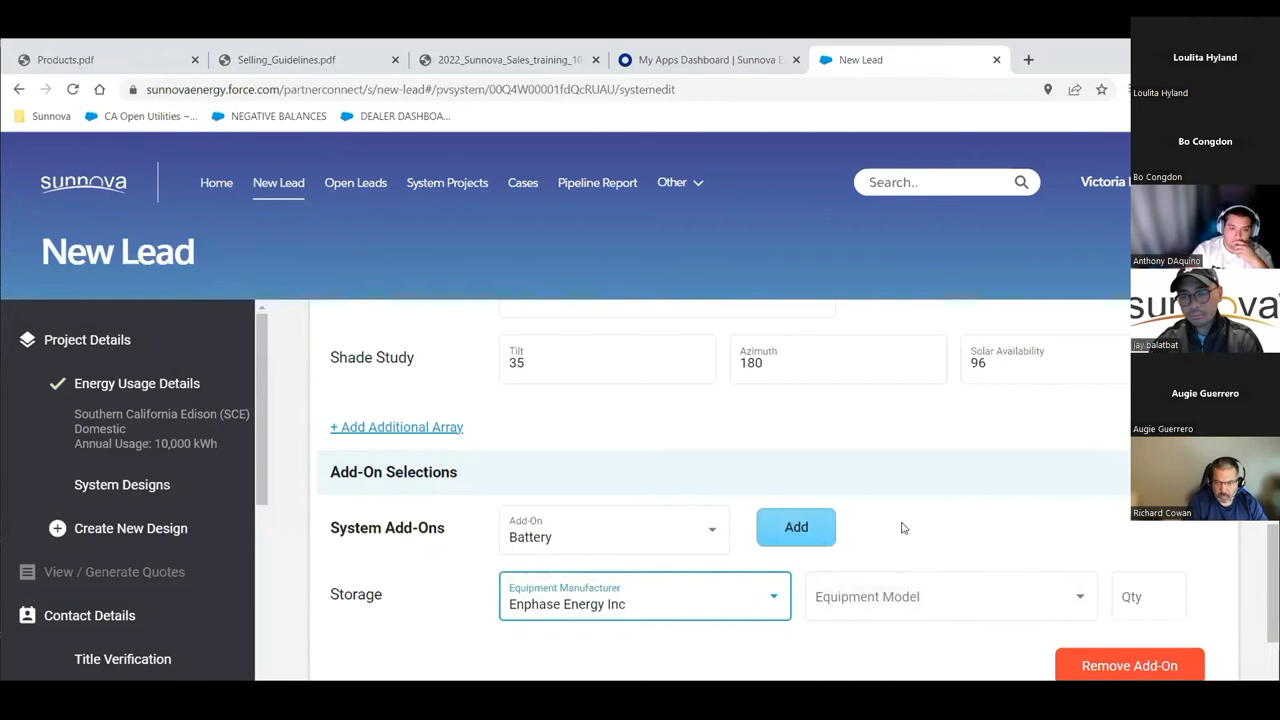 Products.pdf
Selling_Guidelines.pdf
2022_Sunnova_Sales_training_10
My Apps Dashboard | Sunnova E
New Lead
sunnovaenergy.force.com/partnerconnect/s/new-lead#/pvsystem/00Q4W00001fdQcRUAU/systemedit
Sunnova
CA Open Utilities ~...
NEGATIVE BALANCES
DEALER DASHBOA...
sunnova
Home
New Lead
Open Leads
System Projects
Cases
Pipeline Report
Other
Search..
Victoria
New Lead
Project Details
Energy Usage Details
Southern California Edison (SCE)
Domestic
Annual Usage: 10,000 kWh
System Designs
Create New Design
View / Generate Quotes
Contact Details
Title Verification
Shade Study
Tilt
35
Azimuth
180
Solar Availability
96
+ Add Additional Array
Add-On Selections
System Add-Ons
Add-On
Battery
Add
Storage
Equipment Manufacturer
Enphase Energy Inc
Equipment Model
Qty
Remove Add-On
Loulita Hyland
Loulita Hyland
Bo Congdon
Bo Congdon
Anthony DAquino
sunnova
jay.balatbat
Augie Guerrero
Augie Guerrero
Richard Cowan